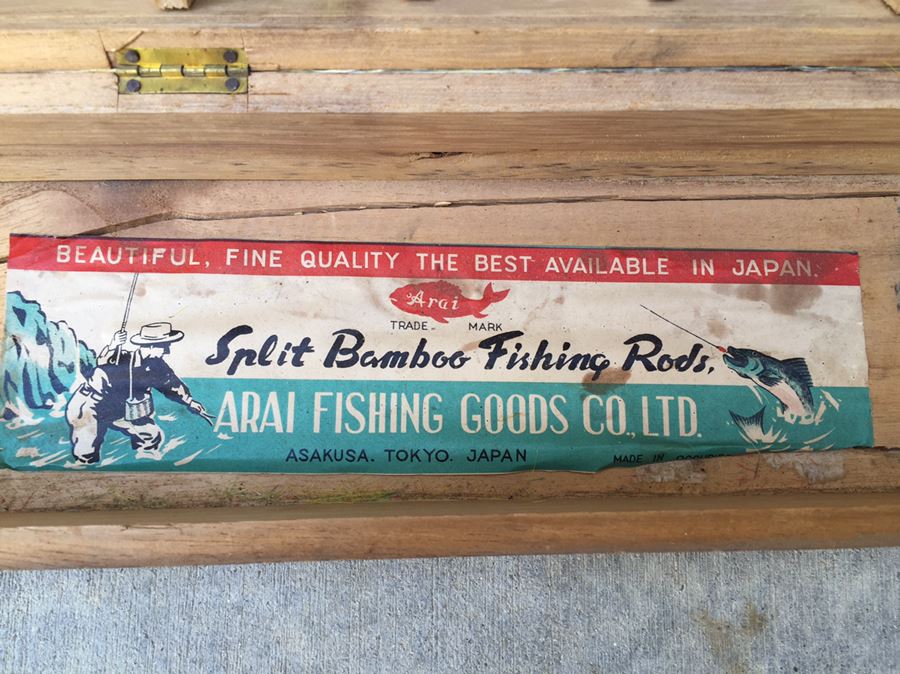 BEAUTIFUL, FINE QUALITY THE BEST AVAILABLE IN JAPAN.
Arai
TRADE MARK
Split Bamboo Fishing Rods,
ARAI FISHING GOODS CO., LTD.
ASAKUSA. TOKYO. JAPAN
MADE IN